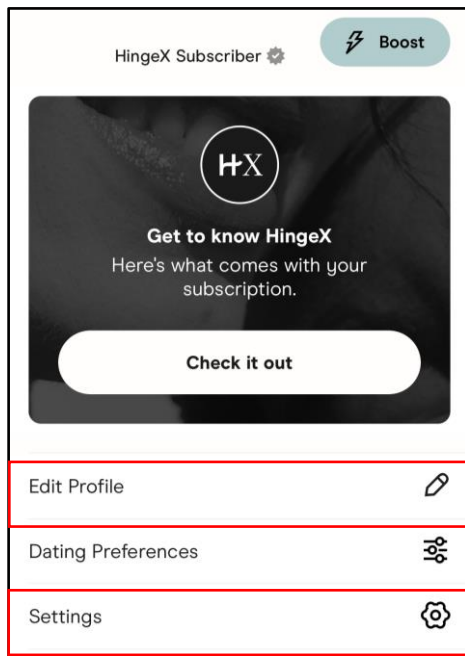 HingeX Subscriber
Boost
HX
Get to know HingeX
Here's what comes with your
subscription.
Check it out
Edit Profile
Dating Preferences
Settings